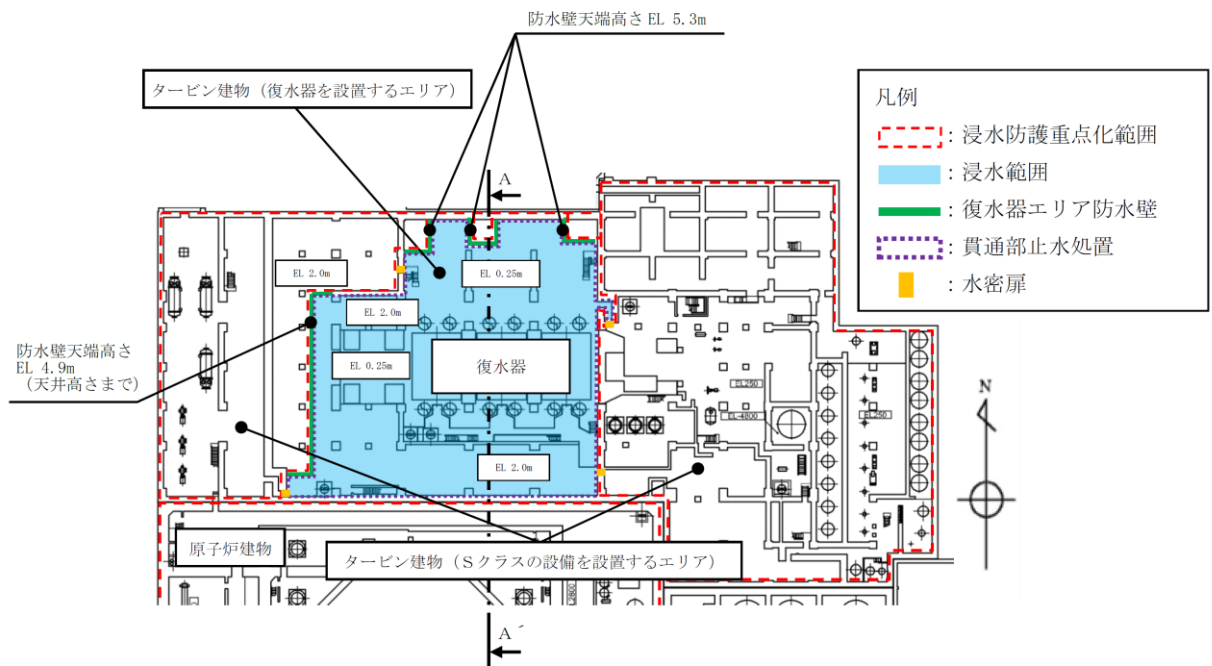 防水壁天端高さ EL 5.3m
タービン建物（復水器を設置するエリア）
凡例
：浸水防護重点化範囲
：浸水範囲
：復水器エリア防水壁
：貫通部止水処置
：水密扉
A
EL 2.0m
EL 0.25m
EL 2.0m
防水壁天端高さ
EL 4.9m
（天井高さまで）
EL 0.25m
復水器
EL250
EL-4800
EL250
N
EL 2.0m
原子炉建物
タービン建物（Ｓクラスの設備を設置するエリア）
A´